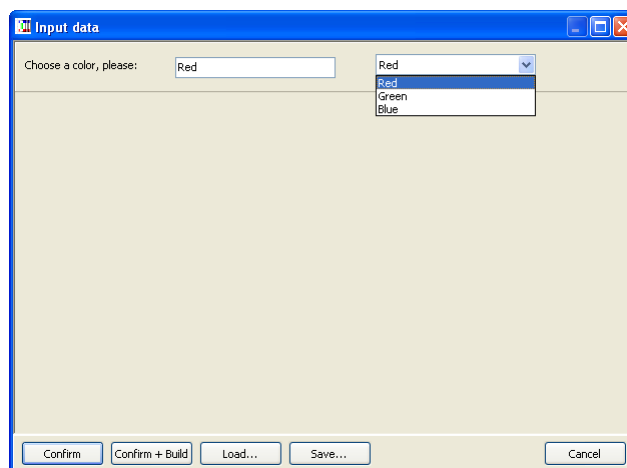 Input data
Choose a color, please: Red Red
Red
Green
Blue
Confirm Confirm + Build Load... Save... Cancel